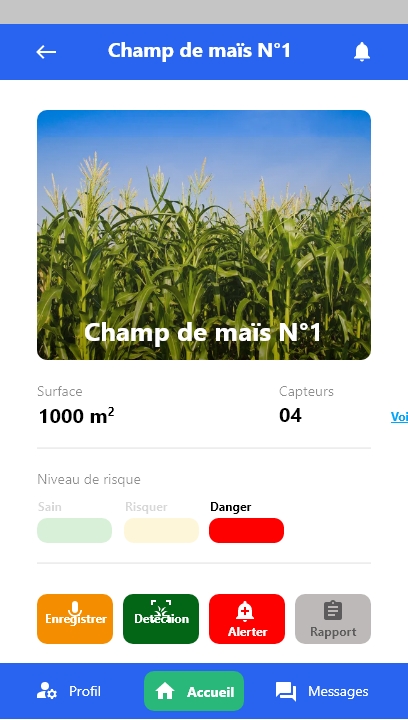 Champ de maïs N°1
Champ de maïs N°1
Surface
Capteurs
1000 m²
04
Voi
Niveau de risque
Sain
Risquer
Danger
Enregistrer
Detection
Alerter
Rapport
Profil
Accueil
Messages